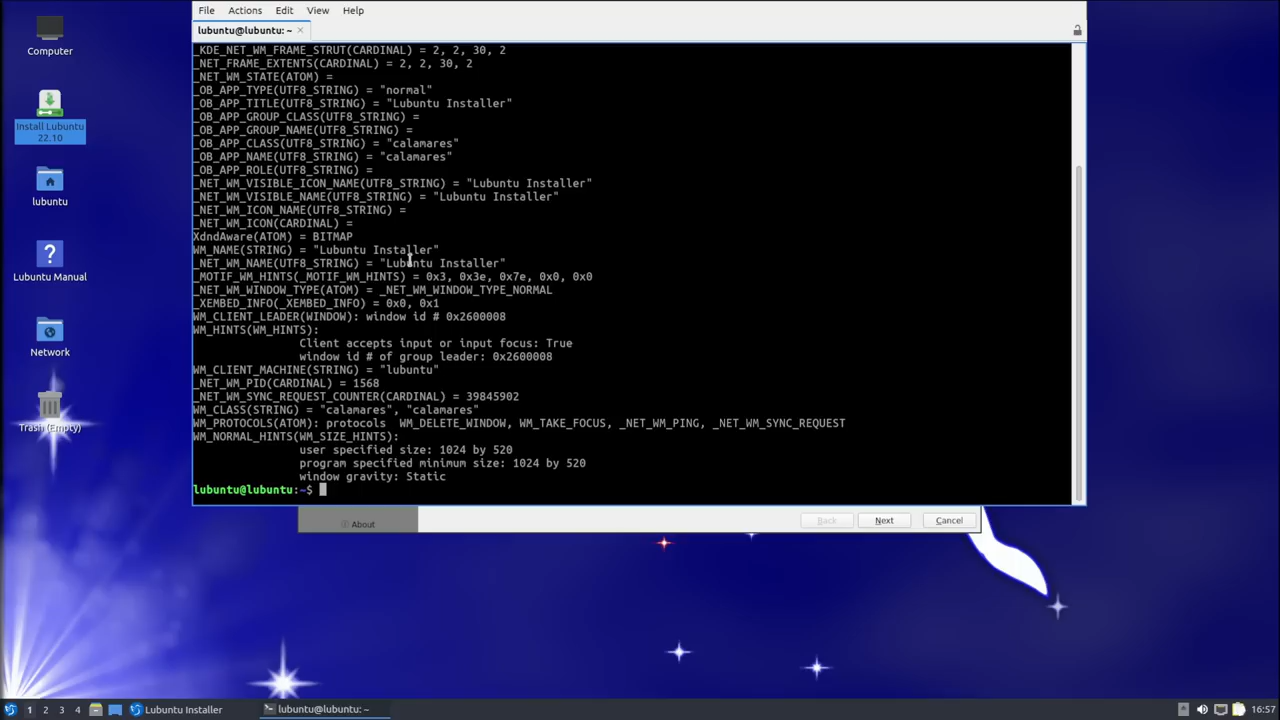 File Actions Edit View Help
lubuntu@lubuntu: ~
Computer
Install Lubuntu
22.10
lubuntu
Lubuntu Manual
Network
Trash (Empty)
_KDE_NET_WM_FRAME_STRUT(CARDINAL) = 2, 2, 30, 2
_NET_FRAME_EXTENTS(CARDINAL) = 2, 2, 30, 2
_NET_WM_STATE(ATOM) =
_OB_APP_TYPE(UTF8_STRING) = "normal"
_OB_APP_TITLE(UTF8_STRING) = "Lubuntu Installer"
_OB_APP_GROUP_CLASS(UTF8_STRING) =
_OB_APP_GROUP_NAME(UTF8_STRING) =
_OB_APP_CLASS(UTF8_STRING) = "calamares"
_OB_APP_NAME(UTF8_STRING) = "calamares"
_OB_APP_ROLE(UTF8_STRING) =
_NET_WM_VISIBLE_ICON_NAME(UTF8_STRING) = "Lubuntu Installer"
_NET_WM_VISIBLE_NAME(UTF8_STRING) = "Lubuntu Installer"
_NET_WM_ICON_NAME(UTF8_STRING) =
_NET_WM_ICON(CARDINAL) =
XdndAware(ATOM) = BITMAP
WM_NAME(STRING) = "Lubuntu Installer"
_NET_WM_NAME(UTF8_STRING) = "Lubuntu Installer"
_MOTIF_WM_HINTS(_MOTIF_WM_HINTS) = 0x3, 0x3e, 0x7e, 0x0, 0x0
_NET_WM_WINDOW_TYPE(ATOM) = _NET_WM_WINDOW_TYPE_NORMAL
_XEMBED_INFO(_XEMBED_INFO) = 0x0, 0x1
WM_CLIENT_LEADER(WINDOW): window id # 0x2600008
WM_HINTS(WM_HINTS):
Client accepts input or input focus: True
window id # of group leader: 0x2600008
WM_CLIENT_MACHINE(STRING) = "lubuntu"
_NET_WM_PID(CARDINAL) = 1568
_NET_WM_SYNC_REQUEST_COUNTER(CARDINAL) = 39845902
WM_CLASS(STRING) = "calamares", "calamares"
WM_PROTOCOLS(ATOM): protocols  WM_DELETE_WINDOW, WM_TAKE_FOCUS, _NET_WM_PING, _NET_WM_SYNC_REQUEST
WM_NORMAL_HINTS(WM_SIZE_HINTS):
user specified size: 1024 by 520
program specified minimum size: 1024 by 520
window gravity: Static
lubuntu@lubuntu:~$
About
Back Next Cancel
1 2 3 4 Lubuntu Installer lubuntu@lubuntu: ~ 16:57